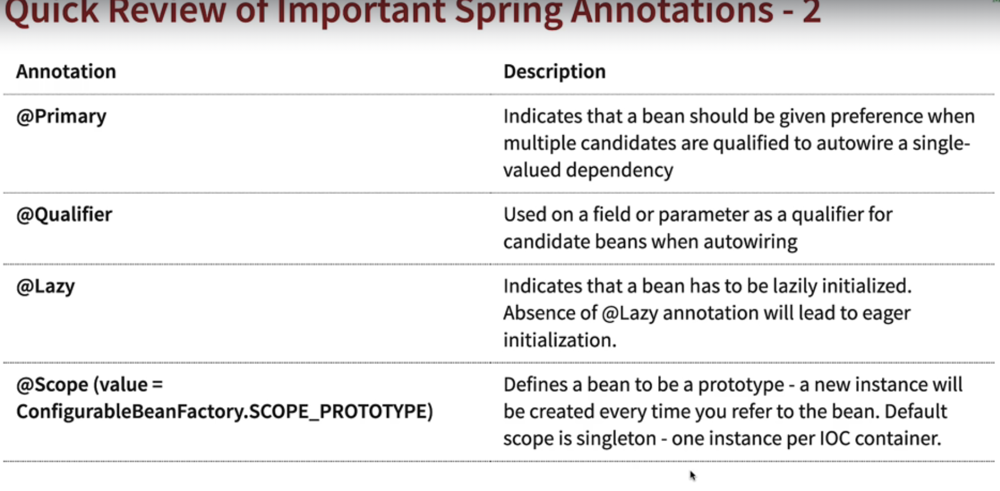 Quick Review of Important Spring Annotations - 2
Annotation
Description
@Primary
Indicates that a bean should be given preference when
multiple candidates are qualified to autowire a single-
valued dependency
@Qualifier
Used on a field or parameter as a qualifier for
candidate beans when autowiring
@Lazy
Indicates that a bean has to be lazily initialized.
Absence of @Lazy annotation will lead to eager
initialization.
@Scope (value =
ConfigurableBeanFactory.SCOPE_PROTOTYPE)
Defines a bean to be a prototype - a new instance will
be created every time you refer to the bean. Default
scope is singleton - one instance per IOC container.